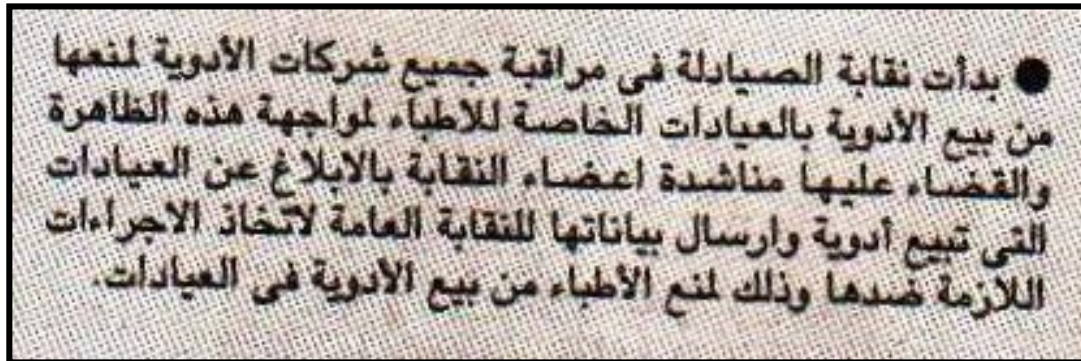 ● بدأت نقابة الصيادلة فى مراقبة جميع شركات الأدوية لمنعها
من بيع الأدوية بالعيادات الخاصة للاطباء لمواجهة هذه الظاهرة
والقضاء عليها مناشدة اعضاء النقابة بالابلاغ عن العيادات
التى تبيع أدوية وارسال بياناتها للنقابة العامة لاتخاذ الاجراءات
اللازمة ضدها وذلك لمنع الأطباء من بيع الأدوية فى العيادات.